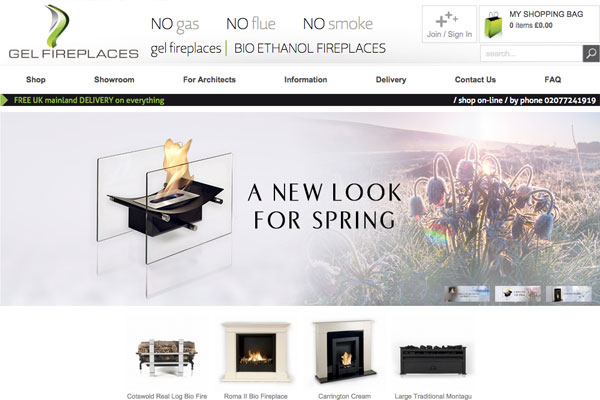 GEL FIREPLACES
NO gas NO flue NO smoke
gel fireplaces | BIO ETHANOL FIREPLACES
Join / Sign In
MY SHOPPING BAG
0 items £0.00
search...
Shop Showroom For Architects Information Delivery Contact Us FAQ
FREE UK mainland DELIVERY on everything / shop on-line / by phone 02077241919
A NEW LOOK
FOR SPRING
Cotswold Real Log Bio Fire Roma II Bio Fireplace Carrington Cream Large Traditional Montagu